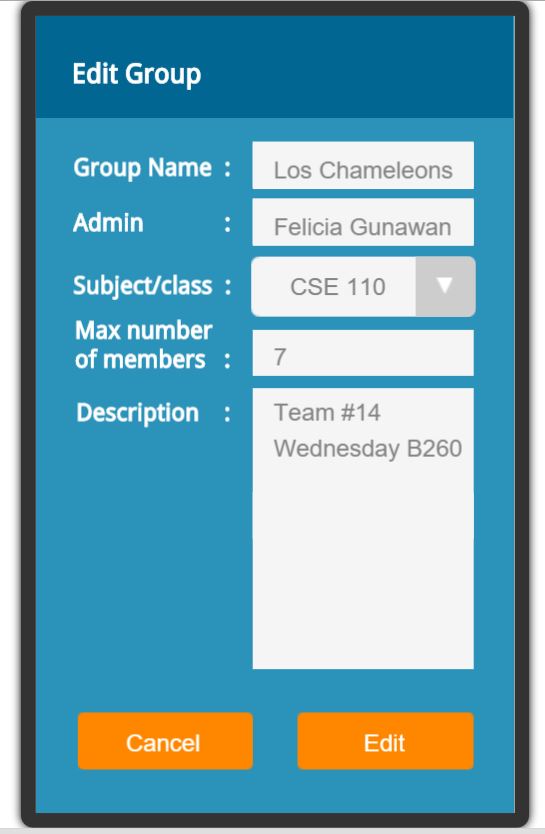 Edit Group
Group Name : Los Chameleons
Admin : Felicia Gunawan
Subject/class : CSE 110 ▼
Max number
of members : 7
Description : Team #14
Wednesday B260
Cancel Edit